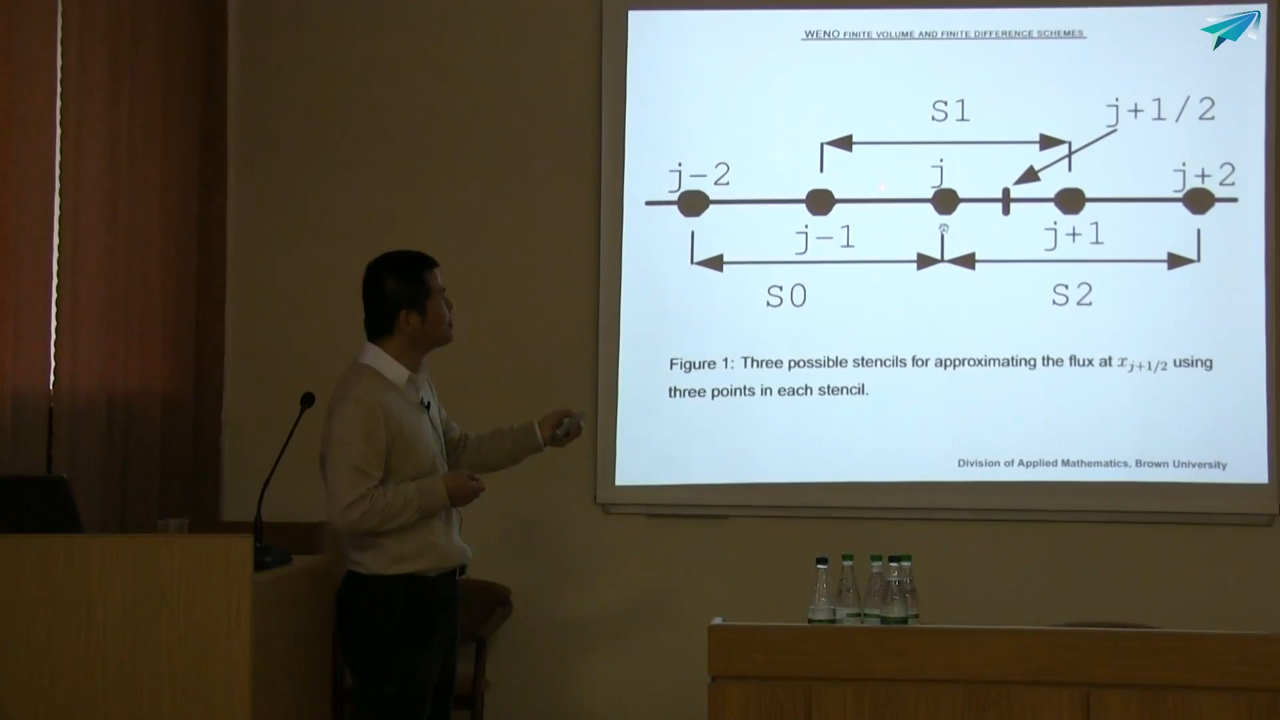 WENO FINITE VOLUME AND FINITE DIFFERENCE SCHEMES
S1
j+1/2
j-2
j
j+2
j-1
j+1
S0
S2
Figure 1: Three possible stencils for approximating the flux at x_{j+1/2} using
three points in each stencil.
Division of Applied Mathematics, Brown University